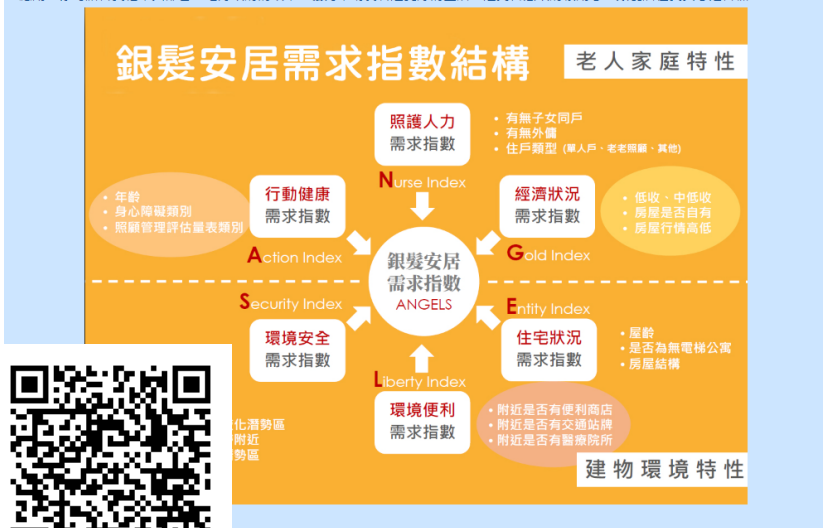 銀髮安居需求指數結構
老人家庭特性
照護人力
需求指數
• 有無子女同戶
• 有無外傭
• 住戶類型 (單人戶、老老照顧、其他)
Nurse Index
• 年齡
• 身心障礙類別
• 照顧管理評估量表類別
行動健康
需求指數
Action Index
經濟狀況
需求指數
Gold Index
• 低收、中低收
• 房屋是否自有
• 房屋行情高低
銀髮安居
需求指數
ANGELS
Security Index
環境安全
需求指數
Entity Index
住宅狀況
需求指數
• 屋齡
• 是否為無電梯公寓
• 房屋結構
Liberty Index
環境便利
需求指數
• 附近是否有便利商店
• 附近是否有交通站牌
• 附近是否有醫療院所
化潛勢區
附近
勢區
建物環境特性